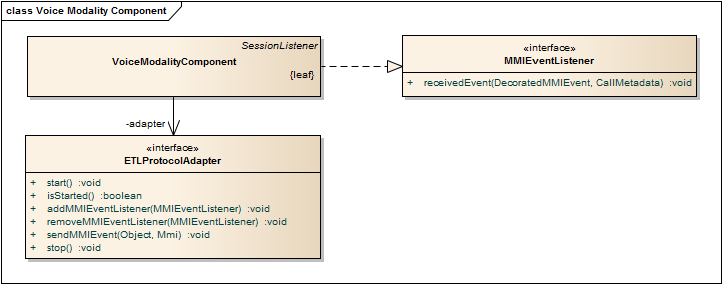 class Voice Modality Component
SessionListener
VoiceModalityComponent
{leaf}
«interface»
MMIEventListener
+ receivedEvent(DecoratedMMIEvent, CallMetadata) :void
-adapter
«interface»
ETLProtocolAdapter
+ start() :void
+ isStarted() :boolean
+ addMMIEventListener(MMIEventListener) :void
+ removeMMIEventListener(MMIEventListener) :void
+ sendMMIEvent(Object, Mmi) :void
+ stop() :void